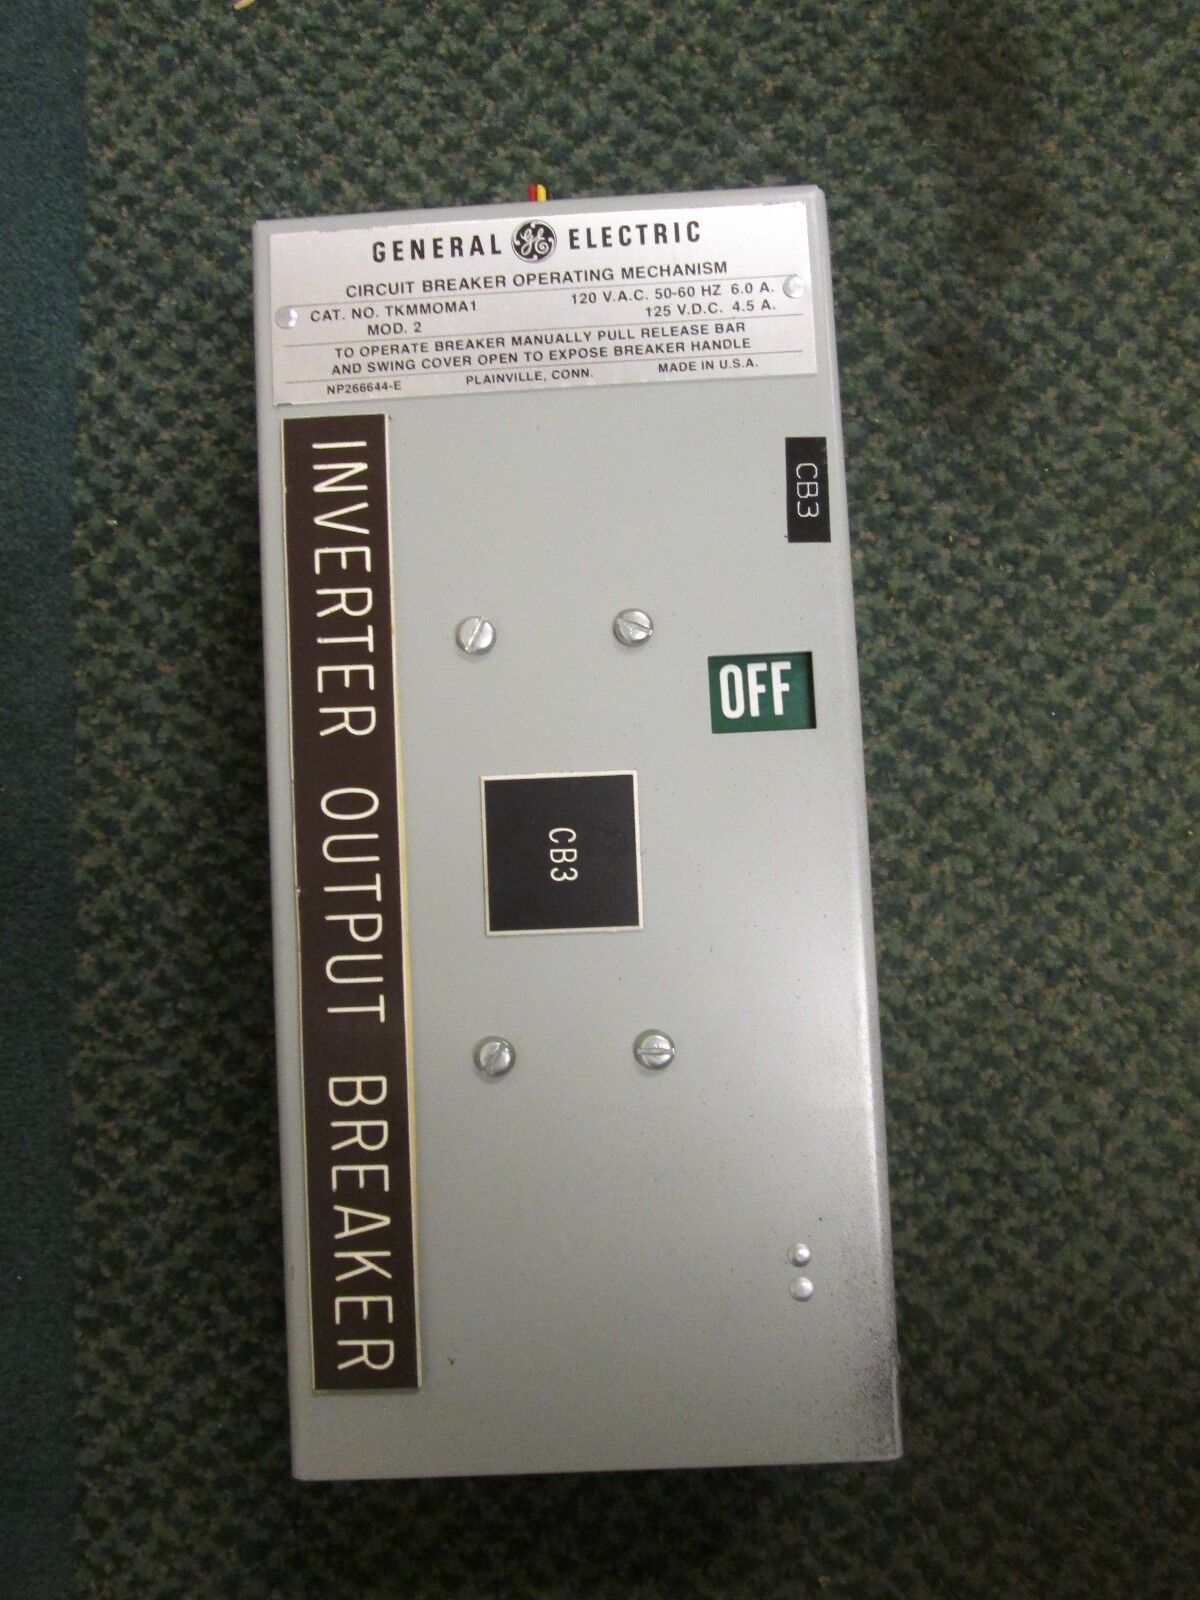 GENERAL GE ELECTRIC
CIRCUIT BREAKER OPERATING MECHANISM
CAT. NO. TKMMOMA1 120 V.A.C. 50-60 HZ 6.0 A.
MOD. 2 125 V.D.C. 4.5 A.
TO OPERATE BREAKER MANUALLY PULL RELEASE BAR
AND SWING COVER OPEN TO EXPOSE BREAKER HANDLE
NP266644-E PLAINVILLE, CONN. MADE IN U.S.A.
INVERTER OUTPUT BREAKER
CB3
OFF
CB3